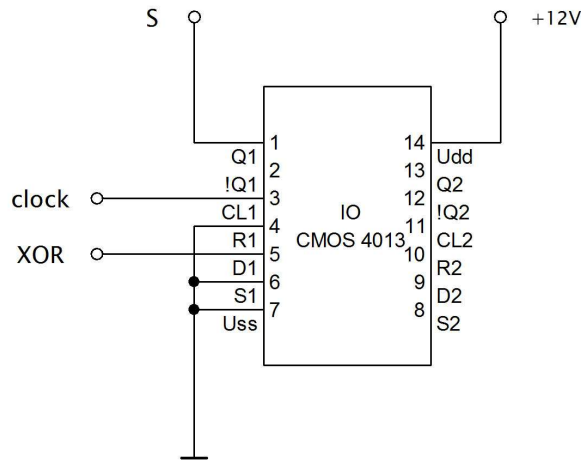 S
+12V
1
14
Q1
Udd
2
13
!Q1
Q2
clock
3
12
CL1
IO
!Q2
4
11
R1
CMOS 4013
CL2
XOR
5
10
D1
R2
6
9
S1
D2
7
8
Uss
S2